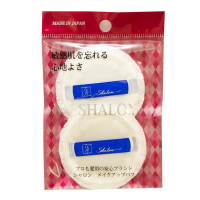 MADE IN JAPAN
敏感肌を忘れる
心地よさ
Shalon
SHALON
Shalon
プロも愛用の安心ブランド
シャロン メイクアップパフ